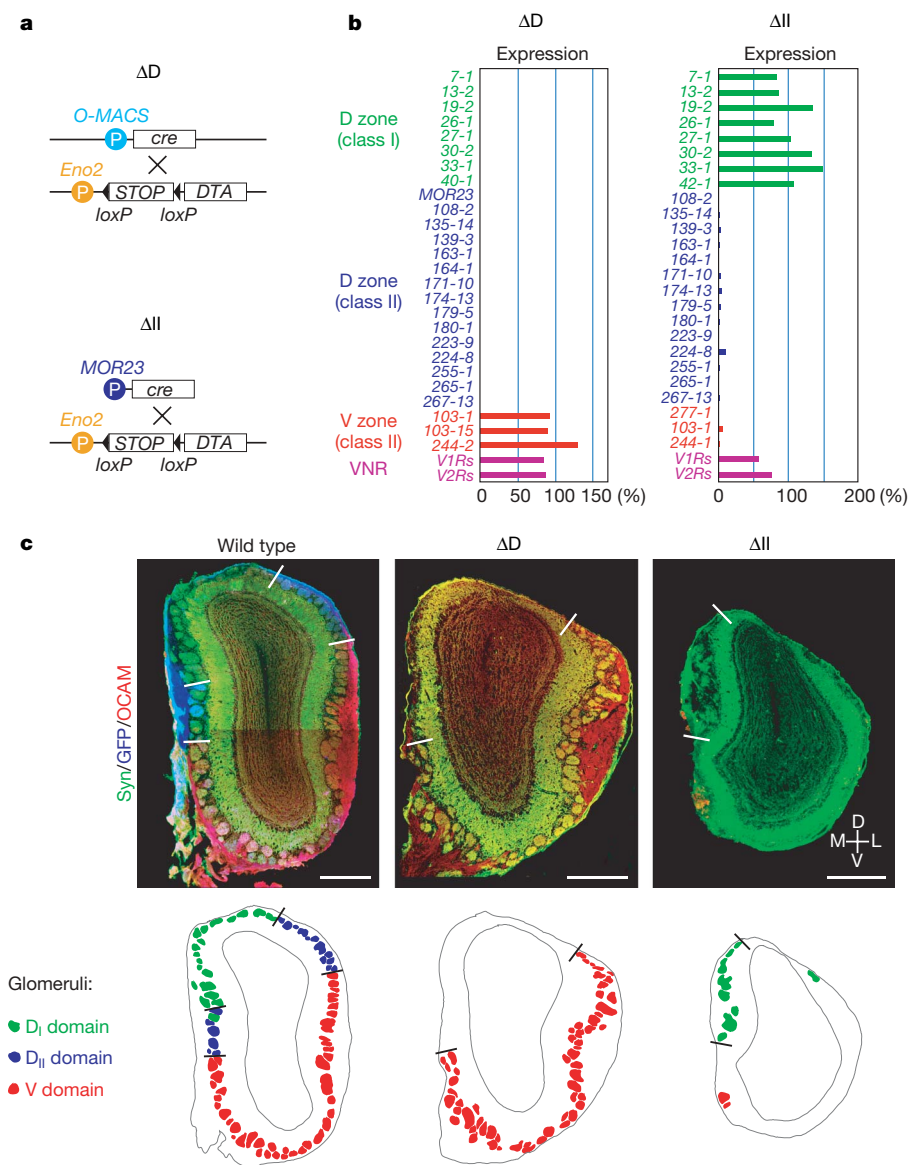 a
ΔD
O-MACS
P
cre
Eno2
P
STOP
DTA
loxP
loxP
ΔII
MOR23
P
cre
Eno2
P
STOP
DTA
loxP
loxP
b
ΔD
Expression
D zone
(class I)
D zone
(class II)
V zone
(class II)
VNR
7-1
13-2
19-2
26-1
27-1
30-2
33-1
40-1
MOR23
108-2
135-14
139-3
163-1
164-1
171-10
174-13
179-5
180-1
223-9
224-8
255-1
265-1
267-13
103-1
103-15
244-2
V1Rs
V2Rs
0 50 100 150 (%)
ΔII
Expression
7-1
13-2
19-2
26-1
27-1
30-2
33-1
42-1
108-2
135-14
139-3
163-1
164-1
171-10
174-13
179-5
180-1
223-9
224-8
255-1
265-1
267-13
277-1
103-1
244-1
V1Rs
V2Rs
0 100 200 (%)
c
Wild type
ΔD
ΔII
Syn/GFP/OCAM
D
M L
V
Glomeruli:
DI domain
DII domain
V domain